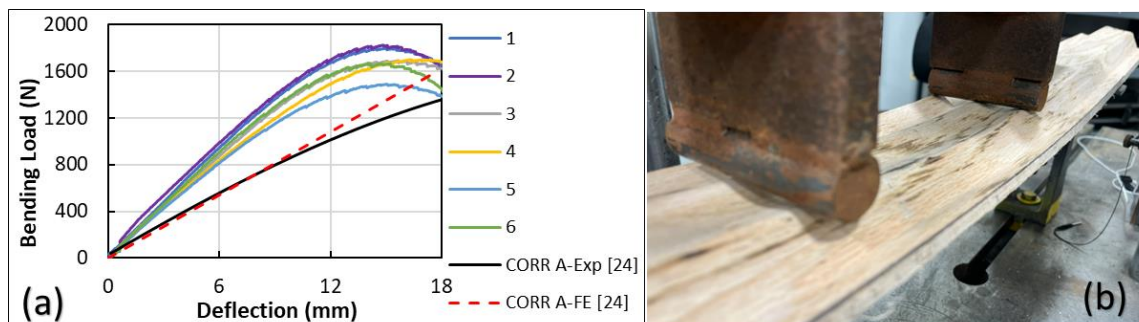 2000
1600
1200
800
400
0
Bending Load (N)
0 6 12 18
Deflection (mm)
(a)
1
2
3
4
5
6
CORR A-Exp [24]
CORR A-FE [24]
(b)